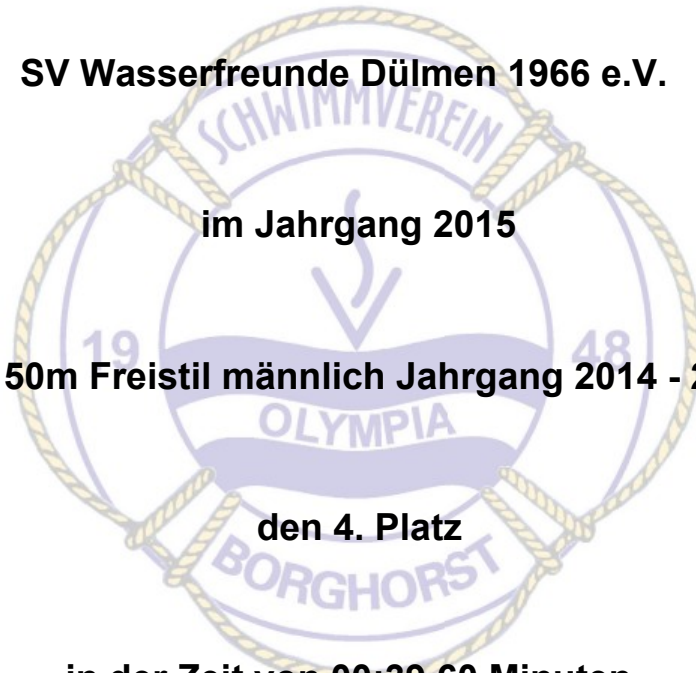 SV Wasserfreunde Dülmen 1966 e.V.
SCHWIMMVEREIN
im Jahrgang 2015
19 48
50m Freistil männlich Jahrgang 2014 -
OLYMPIA
den 4. Platz
BORGHORST
in der Zeit von